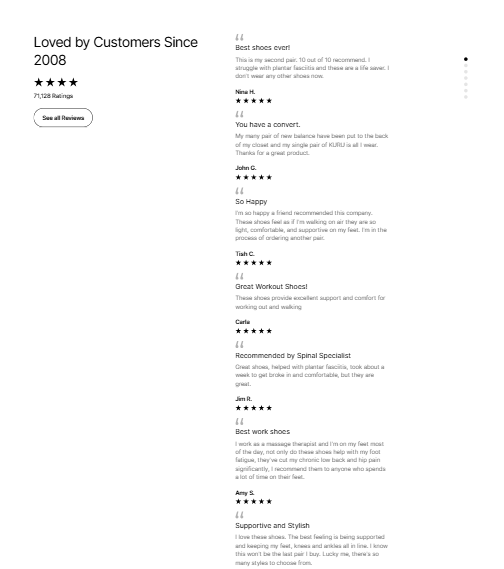 Loved by Customers Since
2008
71,128 Ratings
See all Reviews
Best shoes ever!
This is my second pair. 10 out of 10 recommend. I
struggle with plantar fasciitis and these are a life saver. I
don't wear any other shoes now.
Nina H.
You have a convert.
My many pair of new balance have been put to the back
of my closet and my single pair of KURU is all I wear.
Thanks for a great product.
John G.
So Happy
I'm so happy a friend recommended this company.
These shoes feel as if I'm walking on air they are so
light, comfortable, and supportive on my feet. I'm in the
process of ordering another pair.
Tish C.
Great Workout Shoes!
These shoes provide excellent support and comfort for
working out and walking
Carla
Recommended by Spinal Specialist
Great shoes, helped with plantar fasciitis, took about a
week to get broke in and comfortable, but they are
great.
Jim R.
Best work shoes
I work as a massage therapist and I'm on my feet most
of the day, not only do these shoes help with my foot
fatigue, they've cut my chronic low back and hip pain
significantly, I recommend them to anyone who spends
a lot of time on their feet.
Amy S.
Supportive and Stylish
I love these shoes. The best feeling is being supported
and keeping my feet, knees and ankles all in line. I know
this won't be the last pair I buy. Lucky me, there's so
many styles to choose from.